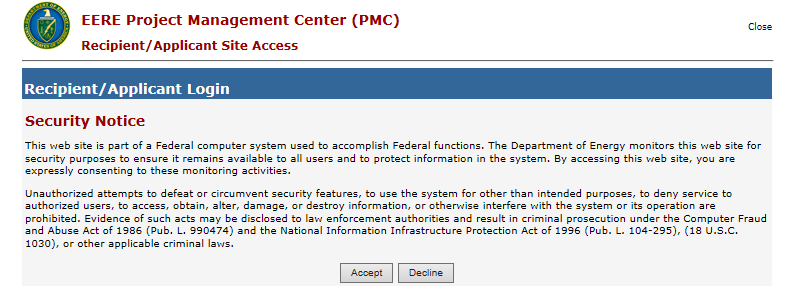 EERE Project Management Center (PMC)
Close
Recipient/Applicant Site Access
Recipient/Applicant Login
Security Notice
This web site is part of a Federal computer system used to accomplish Federal functions. The Department of Energy monitors this web site for
security purposes to ensure it remains available to all users and to protect information in the system. By accessing this web site, you are
expressly consenting to these monitoring activities.
Unauthorized attempts to defeat or circumvent security features, to use the system for other than intended purposes, to deny service to
authorized users, to access, obtain, alter, damage, or destroy information, or otherwise interfere with the system or its operation are
prohibited. Evidence of such acts may be disclosed to law enforcement authorities and result in criminal prosecution under the Computer Fraud
and Abuse Act of 1986 (Pub. L. 990474) and the National Information Infrastructure Protection Act of 1996 (Pub. L. 104-295), (18 U.S.C.
1030), or other applicable criminal laws.
Accept Decline